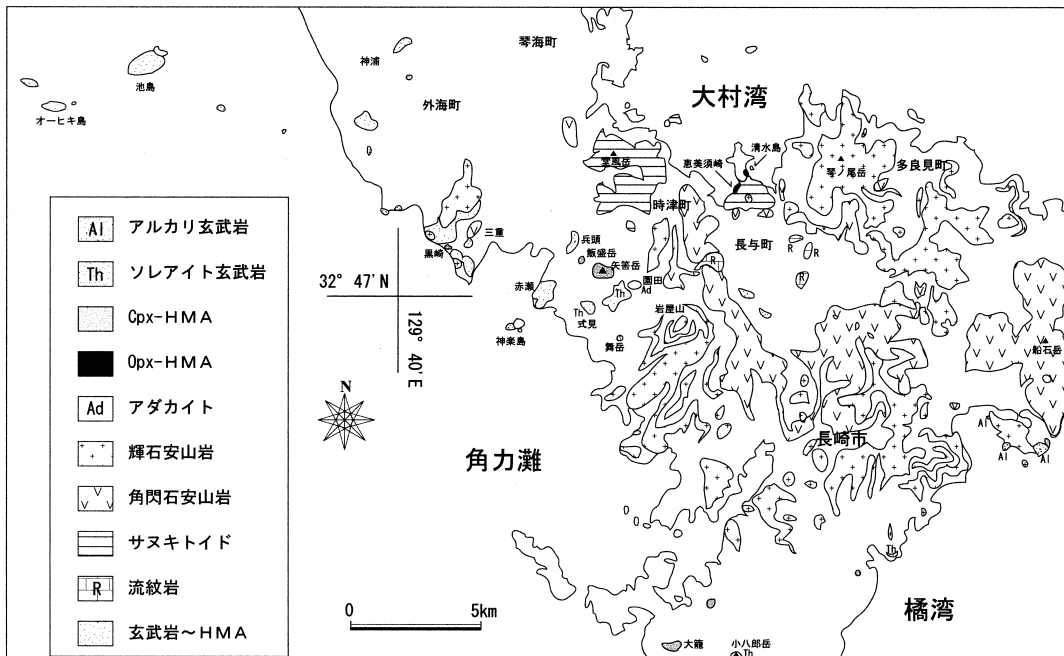 琴海町
神浦
大村湾
池島
外海町
オーヒキ島
清水島
恵美須崎
琴ノ尾岳
多良見町
時津町
Al
アルカリ玄武岩
兵頭
長与町
三重
R
R
飯盛岳
黒崎
矢筈岳
R
R
Th
ソレアイト玄武岩
32° 47' N
園田
Ad
赤瀬
Th
岩屋山
Th
式見
Cpx-HMA
129° 40' E
神楽島
舞岳
船石岳
Opx-HMA
N
Ad
アダカイト
Al
長崎市
Al
Al
輝石安山岩
角力灘
角閃石安山岩
サヌキトイド
Th
R
流紋岩
0
5km
橘湾
玄武岩～HMA
大籠
小八郎岳
Th